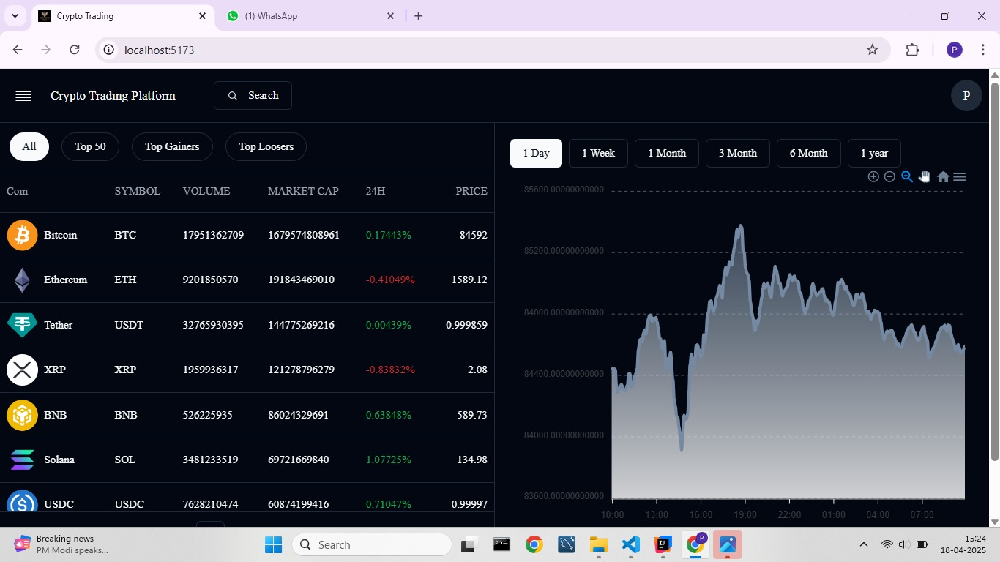 Crypto Trading
(1) WhatsApp
localhost:5173
P
Crypto Trading Platform
Search
P
All
Top 50
Top Gainers
Top Loosers
1 Day
1 Week
1 Month
3 Month
6 Month
1 year
Coin SYMBOL VOLUME MARKET CAP 24H PRICE
Bitcoin BTC 17951362709 1679574808961 0.17443% 84592
Ethereum ETH 9201850570 191843469010 -0.41049% 1589.12
Tether USDT 32765930395 144775269216 0.00439% 0.999859
XRP XRP 1959936317 121278796279 -0.83832% 2.08
BNB BNB 526225935 86024329691 0.63848% 589.73
Solana SOL 3481233519 69721669840 1.07725% 134.98
USDC USDC 7628210474 60874199416 0.71047% 0.99997
85600.00000000000
85200.00000000000
84800.00000000000
84400.00000000000
84000.00000000000
83600.00000000000
10:00 13:00 16:00 19:00 22:00 01:00 04:00 07:00
Breaking news
PM Modi speaks...
Search
P
15:24
18-04-2025